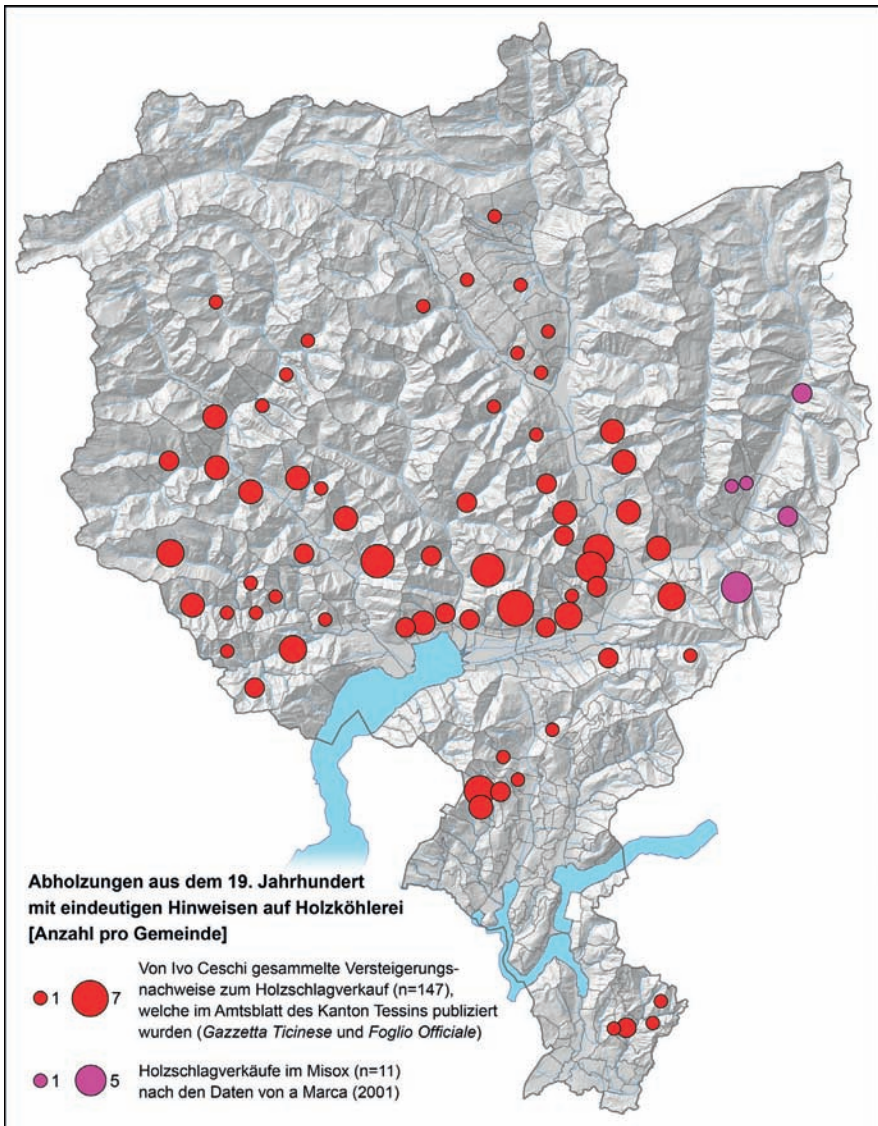 Abholzungen aus dem 19. Jahrhundert
mit eindeutigen Hinweisen auf Holzköhlerei
[Anzahl pro Gemeinde]
1 7 Von Ivo Ceschi gesammelte Versteigerungs-
nachweise zum Holzschlagverkauf (n=147),
welche im Amtsblatt des Kanton Tessins publiziert
wurden (Gazzetta Ticinese und Foglio Officiale)
1 5 Holzschlagverkäufe im Misox (n=11)
nach den Daten von a Marca (2001)